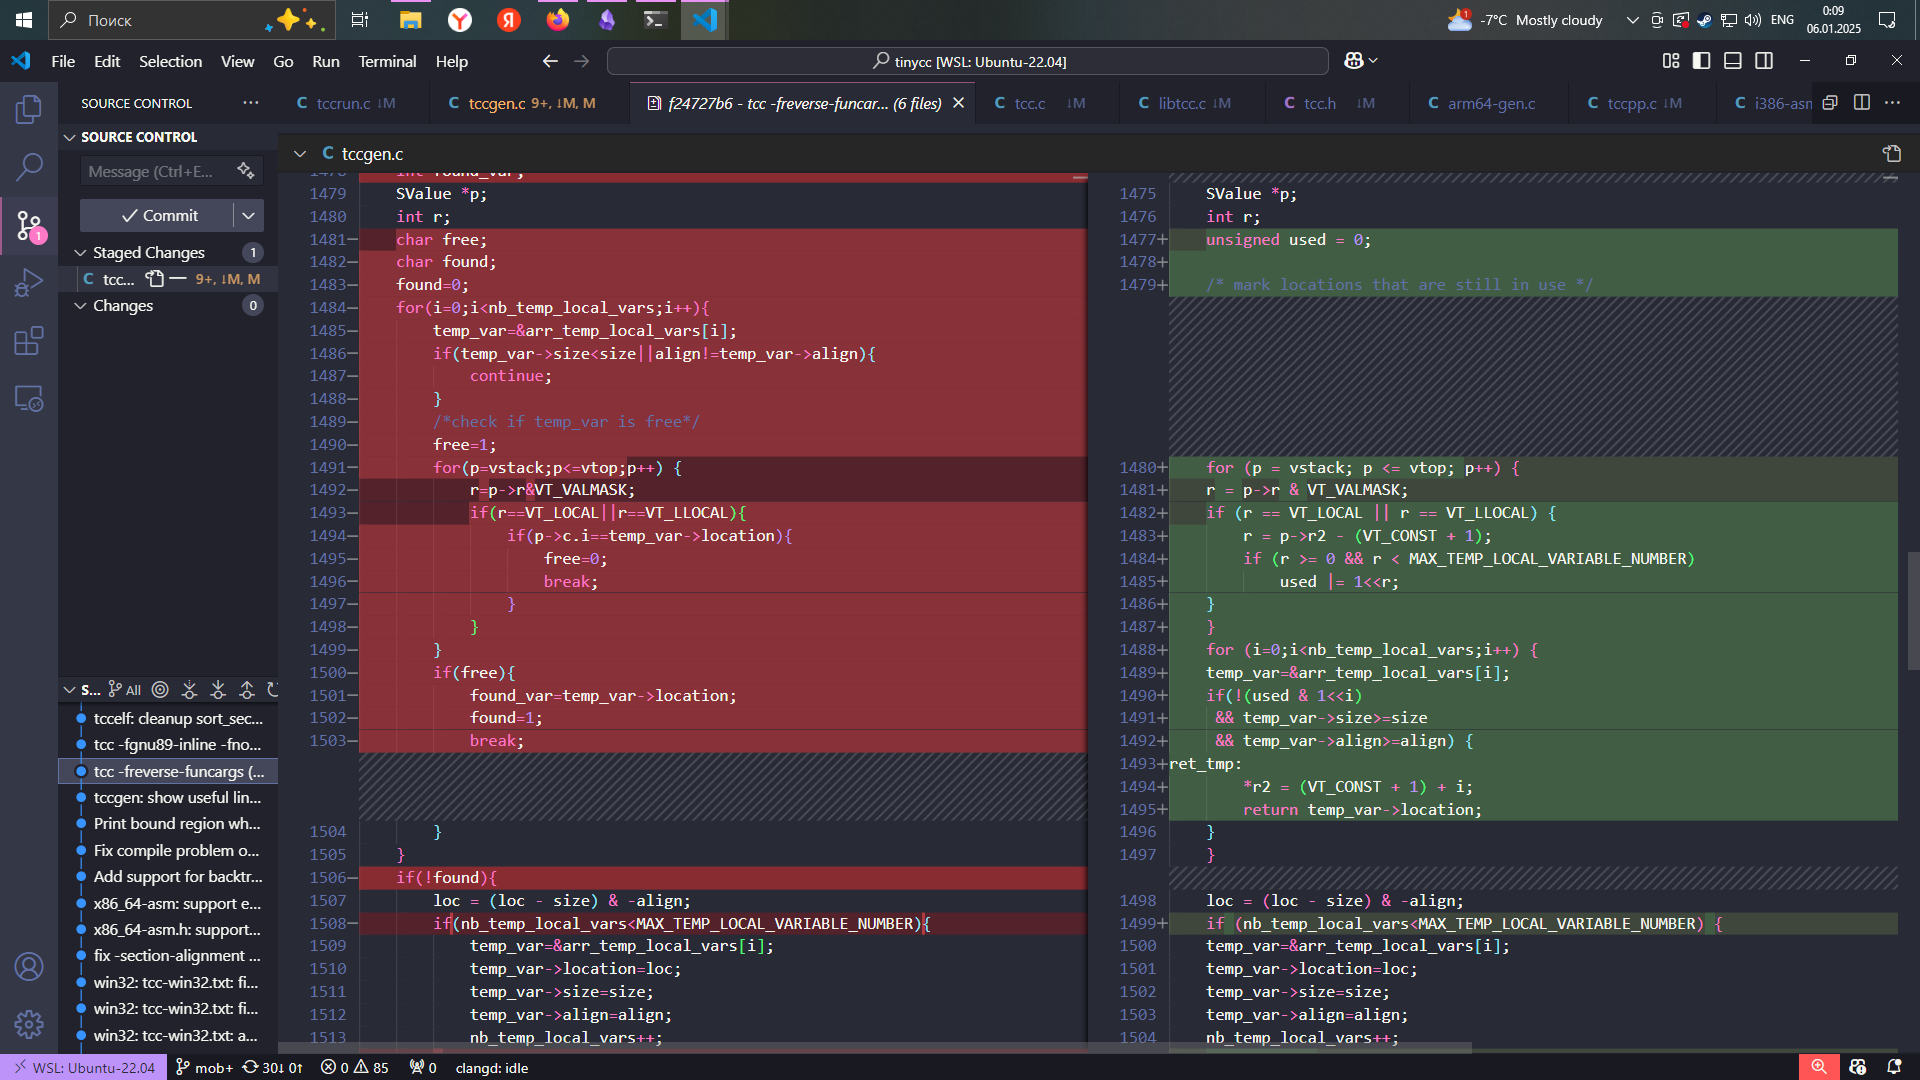 Поиск
1
-7°C Mostly cloudy
ENG
0:09
06.01.2025
File Edit Selection View Go Run Terminal Help
tinycc [WSL: Ubuntu-22.04]
SOURCE CONTROL ...
C tccrun.c ↓M
C tccgen.c 9+, ↓M, M
f24727b6 - tcc -freverse-funcar... (6 files)
C tcc.c ↓M
C libtcc.c ↓M
C tcc.h ↓M
C arm64-gen.c
C tccpp.c ↓M
C i386-asn
SOURCE CONTROL
Message (Ctrl+E...
Commit
Staged Changes 1
C tcc... 9+, ↓M, M
Changes 0
1
S... All
tccelf: cleanup sort_sec...
tcc -fgnu89-inline -fno...
tcc -freverse-funcargs (...
tccgen: show useful lin...
Print bound region wh...
Fix compile problem o...
Add support for backtr...
x86_64-asm: support e...
x86_64-asm.h: support...
fix -section-alignment ...
win32: tcc-win32.txt: fi...
win32: tcc-win32.txt: fi...
win32: tcc-win32.txt: a...
C tccgen.c
1478 int found_var;
1479 SValue *p;
1480 int r;
1481− char free;
1482− char found;
1483− found=0;
1484− for(i=0;i<nb_temp_local_vars;i++){
1485− temp_var=&arr_temp_local_vars[i];
1486− if(temp_var->size<size||align!=temp_var->align){
1487− continue;
1488− }
1489− /*check if temp_var is free*/
1490− free=1;
1491− for(p=vstack;p<=vtop;p++) {
1492− r=p->r&VT_VALMASK;
1493− if(r==VT_LOCAL||r==VT_LLOCAL){
1494− if(p->c.i==temp_var->location){
1495− free=0;
1496− break;
1497− }
1498− }
1499− }
1500− if(free){
1501− found_var=temp_var->location;
1502− found=1;
1503− break;
1504 }
1505 }
1506− if(!found){
1507 loc = (loc - size) & -align;
1508− if(nb_temp_local_vars<MAX_TEMP_LOCAL_VARIABLE_NUMBER){
1509 temp_var=&arr_temp_local_vars[i];
1510 temp_var->location=loc;
1511 temp_var->size=size;
1512 temp_var->align=align;
1513 nb_temp_local_vars++;
1475 SValue *p;
1476 int r;
1477+ unsigned used = 0;
1478+
1479+ /* mark locations that are still in use */
1480+ for (p = vstack; p <= vtop; p++) {
1481+ r = p->r & VT_VALMASK;
1482+ if (r == VT_LOCAL || r == VT_LLOCAL) {
1483+ r = p->r2 - (VT_CONST + 1);
1484+ if (r >= 0 && r < MAX_TEMP_LOCAL_VARIABLE_NUMBER)
1485+ used |= 1<<r;
1486+ }
1487+ }
1488+ for (i=0;i<nb_temp_local_vars;i++) {
1489+ temp_var=&arr_temp_local_vars[i];
1490+ if(!(used & 1<<i)
1491+ && temp_var->size>=size
1492+ && temp_var->align>=align) {
1493+ ret_tmp:
1494+ *r2 = (VT_CONST + 1) + i;
1495+ return temp_var->location;
1496 }
1497 }
1498 loc = (loc - size) & -align;
1499+ if (nb_temp_local_vars<MAX_TEMP_LOCAL_VARIABLE_NUMBER) {
1500 temp_var=&arr_temp_local_vars[i];
1501 temp_var->location=loc;
1502 temp_var->size=size;
1503 temp_var->align=align;
1504 nb_temp_local_vars++;
WSL: Ubuntu-22.04 mob+ 30↓ 0↑ 0 85 0 clangd: idle